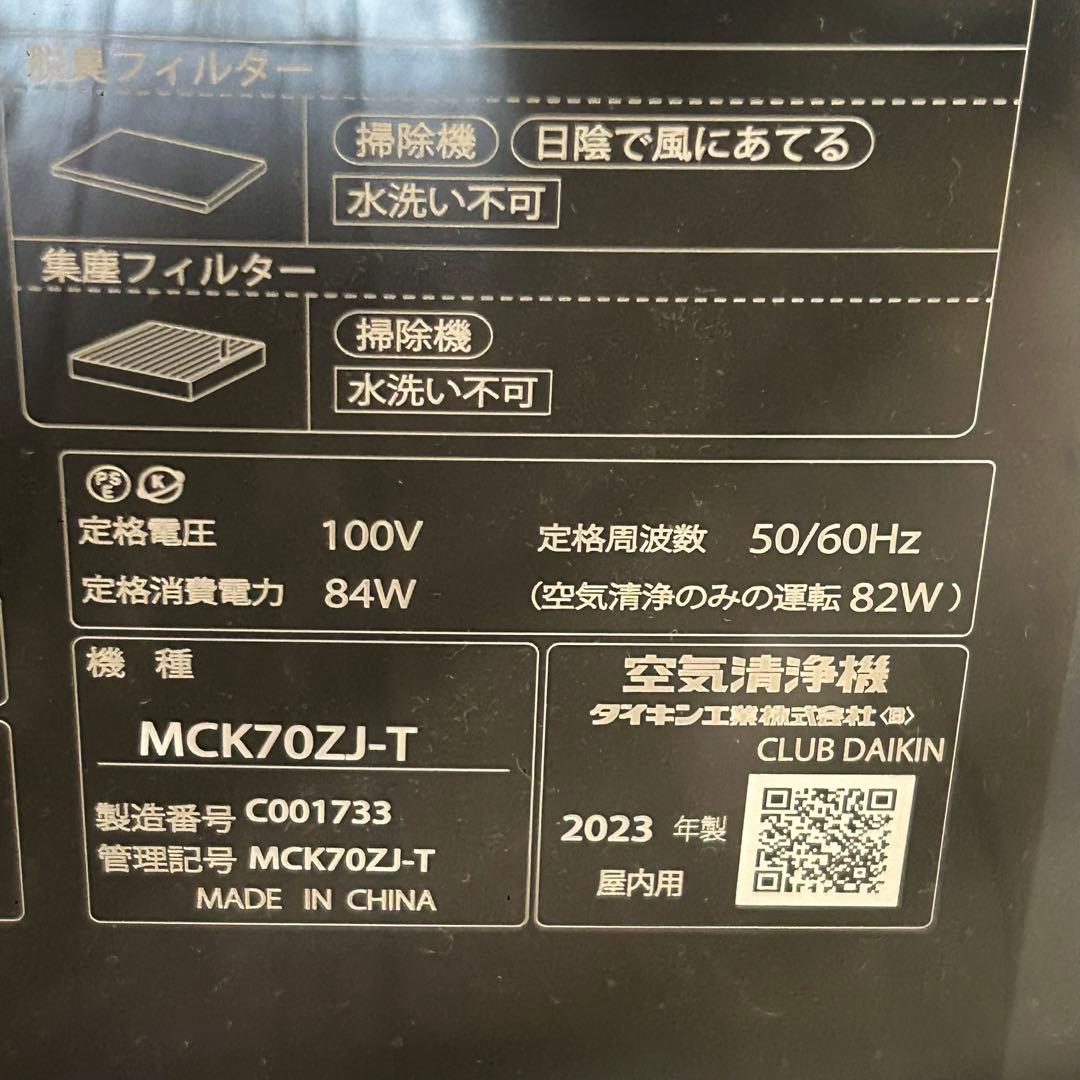 脱臭フィルター
掃除機 日陰で風にあてる
水洗い不可
集塵フィルター
掃除機
水洗い不可
PS E K
定格電圧 100V 定格周波数 50/60Hz
定格消費電力 84W (空気清浄のみの運転 82W)
機 種
MCK70ZJ-T
製造番号 C001733
管理記号 MCK70ZJ-T
MADE IN CHINA
空気清浄機
ダイキン工業株式会社〈日〉
CLUB DAIKIN
2023 年製
屋内用